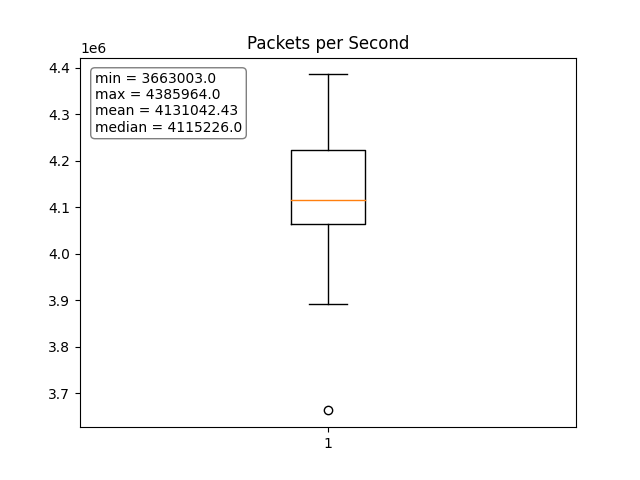 Packets per Second
1e6
min = 3663003.0
max = 4385964.0
mean = 4131042.43
median = 4115226.0
4.4
4.3
4.2
4.1
4.0
3.9
3.8
3.7
1